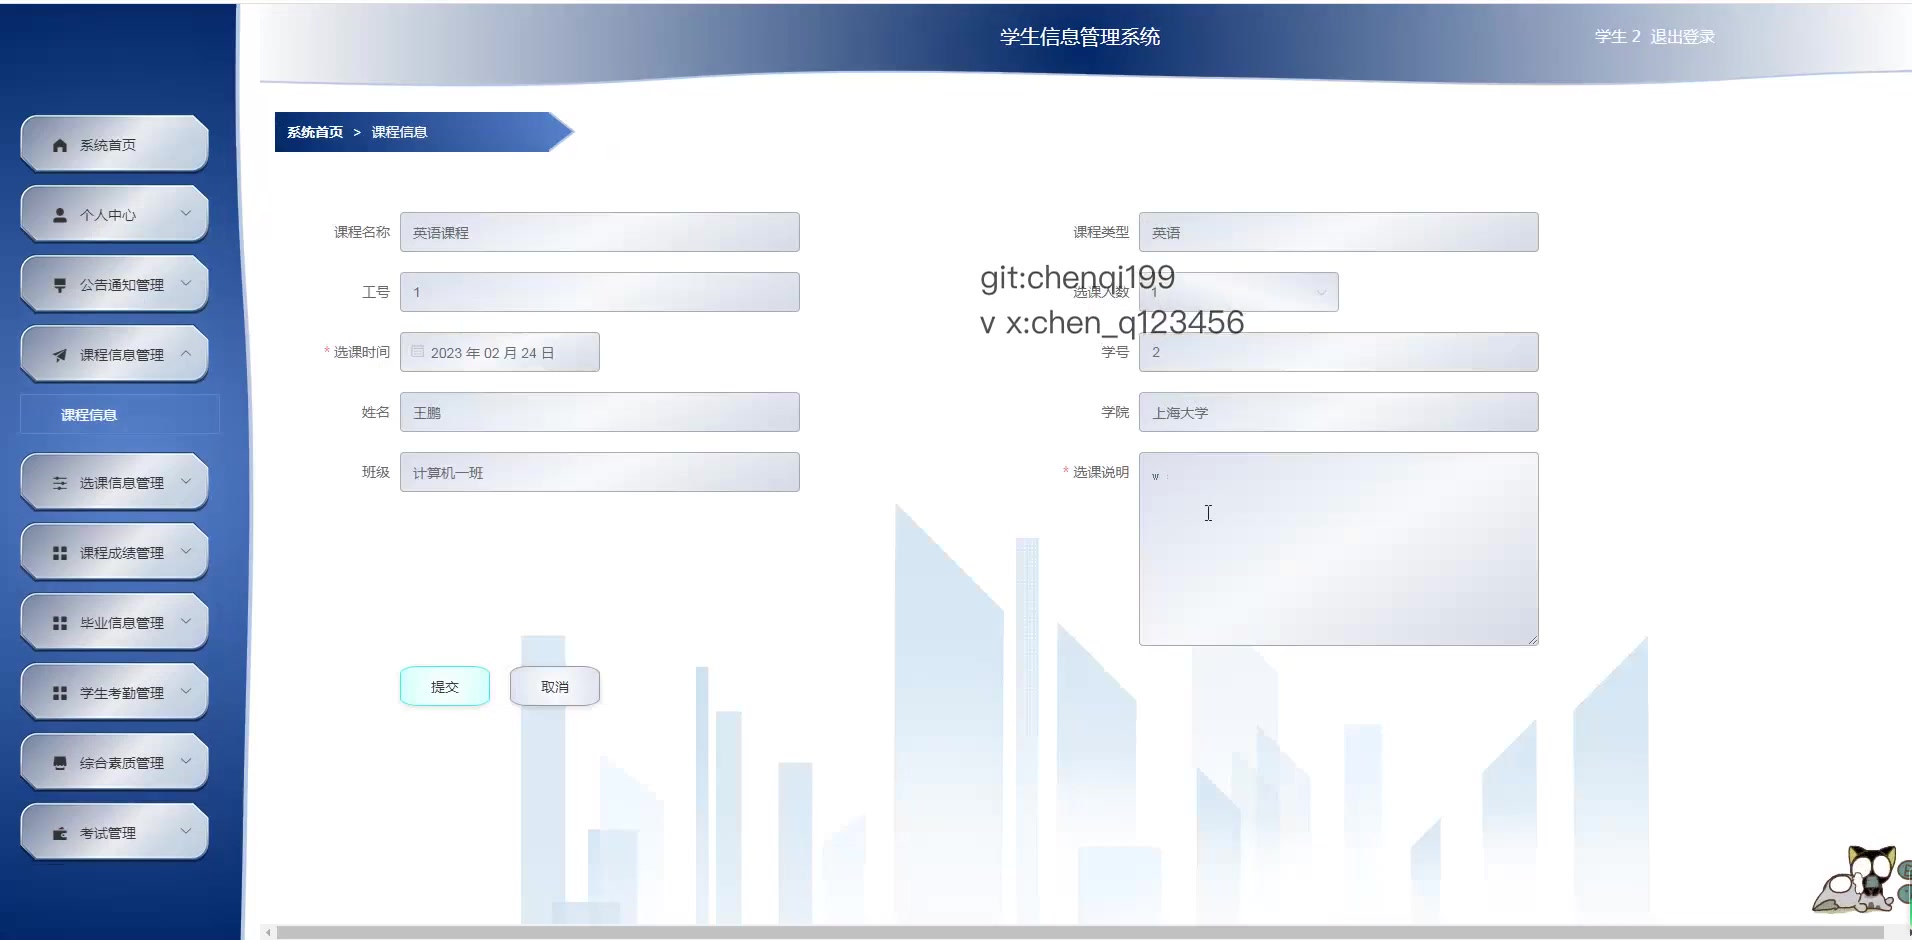 学生信息管理系统
学生 2 退出登录
系统首页
个人中心
公告通知管理
课程信息管理
课程信息
选课信息管理
课程成绩管理
毕业信息管理
学生考勤管理
综合素质管理
考试管理
系统首页 > 课程信息
课程名称 英语课程
课程类型 英语
工号 1
选课人数 1
* 选课时间 2023 年 02 月 24 日
学号 2
姓名 王鹏
学院 上海大学
班级 计算机一班
* 选课说明 w
提交 取消
git:chenqi199
v x:chen_q123456